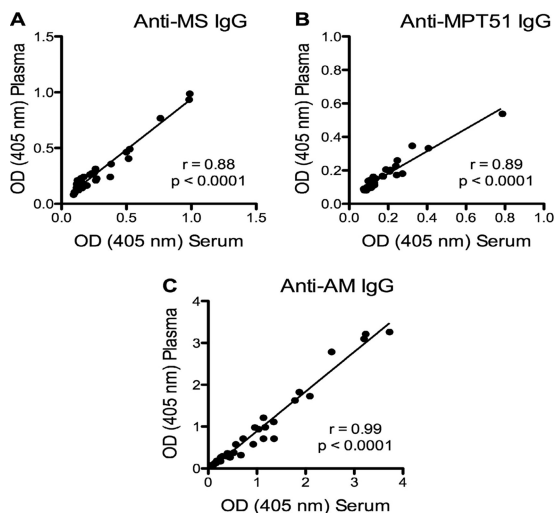 A
Anti-MS IgG
1.5
1.0
0.5
0.0
OD (405 nm) Plasma
r = 0.88
p < 0.0001
0.0 0.5 1.0 1.5
OD (405 nm) Serum
B
Anti-MPT51 IgG
1.0
0.8
0.6
0.4
0.2
0.0
OD (405 nm) Plasma
r = 0.89
p < 0.0001
0.0 0.2 0.4 0.6 0.8 1.0
OD (405 nm) Serum
C
Anti-AM IgG
4
3
2
1
0
OD (405 nm) Plasma
r = 0.99
p < 0.0001
0 1 2 3 4
OD (405 nm) Serum